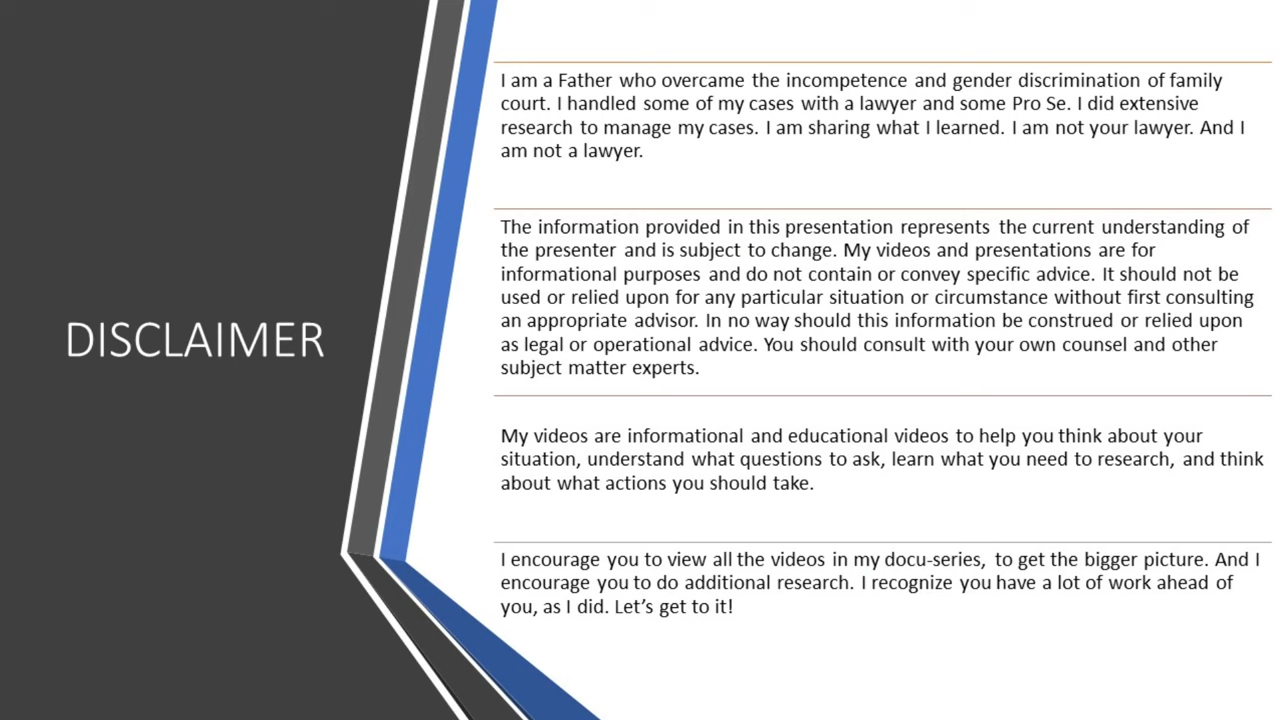 DISCLAIMER
I am a Father who overcame the incompetence and gender discrimination of family
court. I handled some of my cases with a lawyer and some Pro Se. I did extensive
research to manage my cases. I am sharing what I learned. I am not your lawyer. And I
am not a lawyer.
The information provided in this presentation represents the current understanding of
the presenter and is subject to change. My videos and presentations are for
informational purposes and do not contain or convey specific advice. It should not be
used or relied upon for any particular situation or circumstance without first consulting
an appropriate advisor. In no way should this information be construed or relied upon
as legal or operational advice. You should consult with your own counsel and other
subject matter experts.
My videos are informational and educational videos to help you think about your
situation, understand what questions to ask, learn what you need to research, and think
about what actions you should take.
I encourage you to view all the videos in my docu-series, to get the bigger picture. And I
encourage you to do additional research. I recognize you have a lot of work ahead of
you, as I did. Let’s get to it!